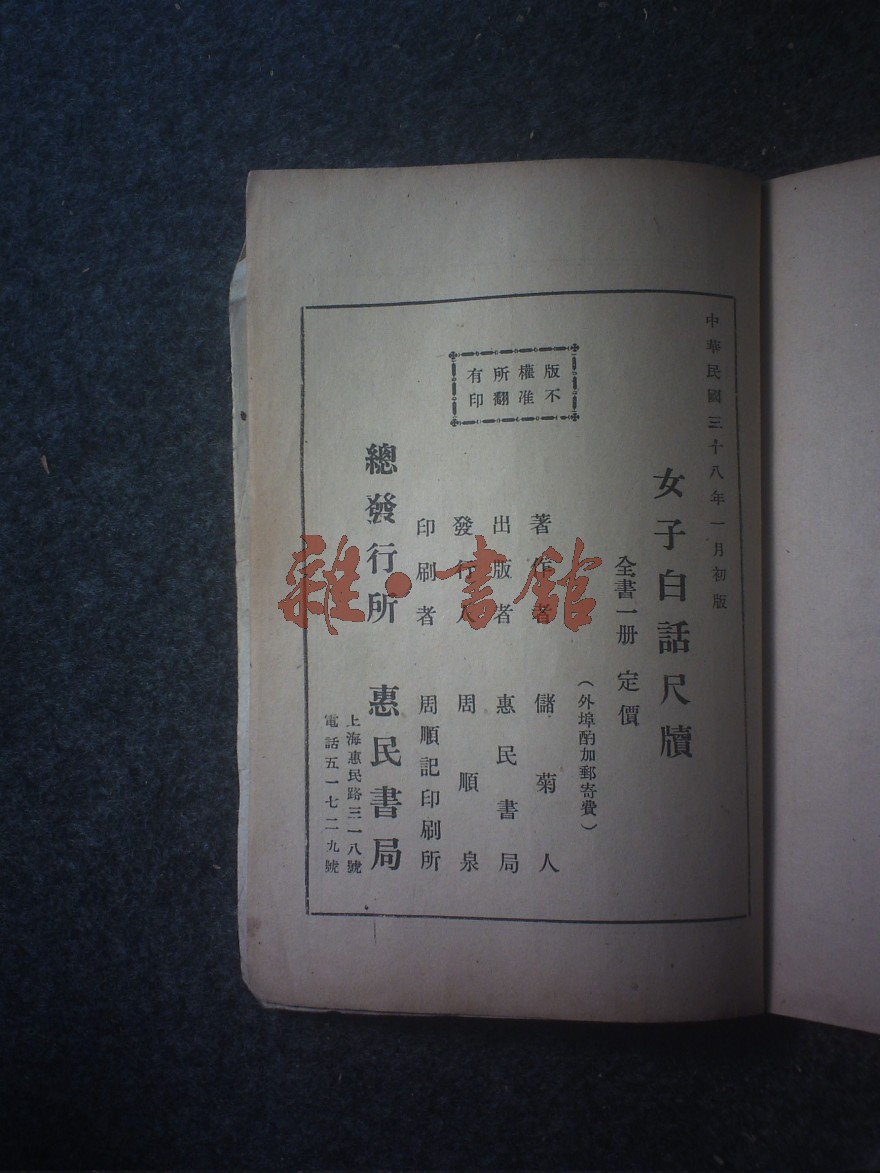 中華民國三十八年一月初版
女子白話尺牘
全書一册 定價
（外埠酌加郵寄費）
版權所有
不准翻印
著作者 儲菊人
出版者 惠民書局
發行人 周順泉
印刷者 周順記印刷所
總發行所 惠民書局
上海惠民路三一八號
電話五一七二九號
雜·書館